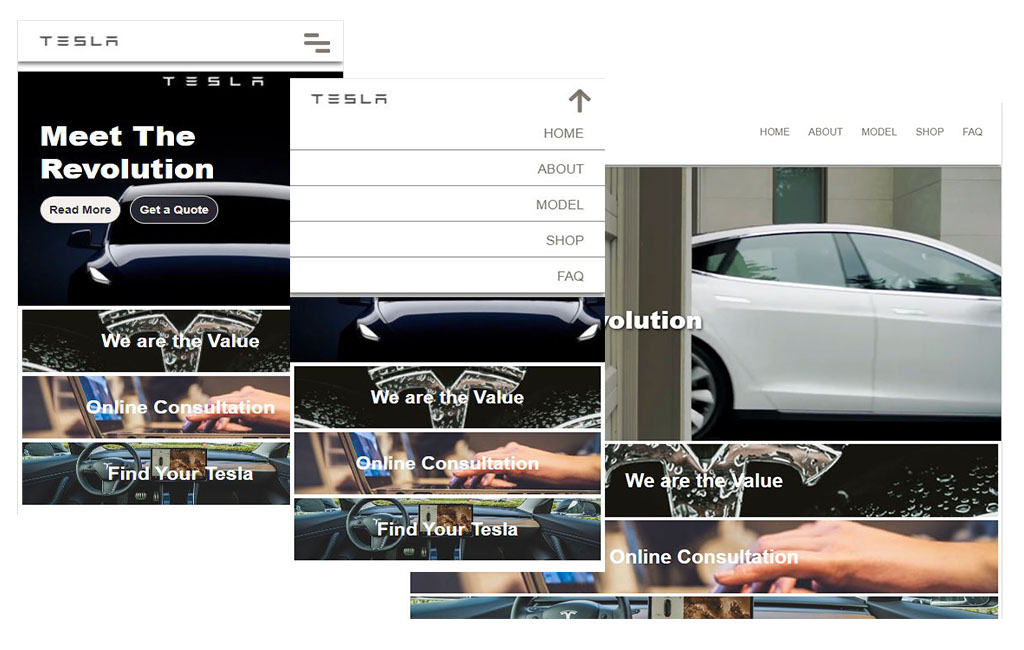 TESLA
TESLA
Meet The
Revolution
Read More
Get a Quote
We are the Value
Online Consultation
Find Your Tesla
TESLA
HOME
ABOUT
MODEL
SHOP
FAQ
We are the Value
Online Consultation
Find Your Tesla
HOME ABOUT MODEL SHOP FAQ
volution
We are the Value
Online Consultation